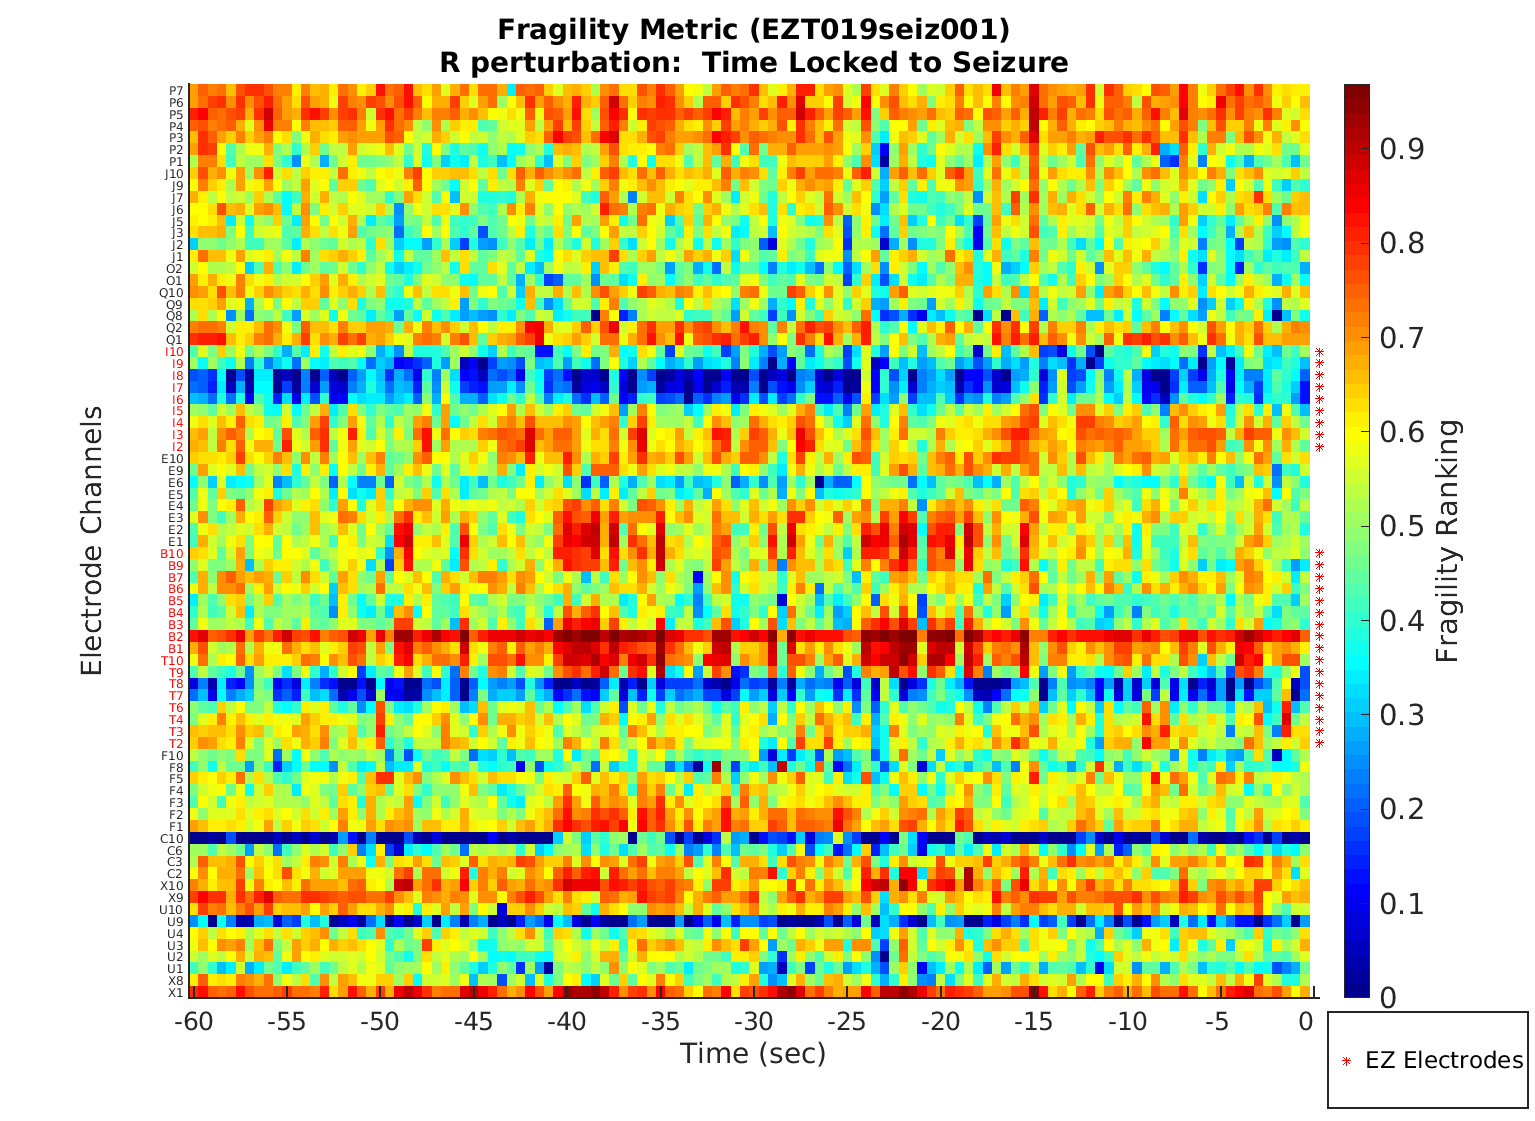 Fragility Metric (EZT019seiz001)
R perturbation: Time Locked to Seizure
Electrode Channels
P7
P6
P5
P4
P3
P2
P1
J10
J9
J7
J6
J5
J3
J2
J1
O2
O1
Q10
Q9
Q8
Q2
Q1
I10
I9
I8
I7
I6
I5
I4
I3
I2
E10
E9
E6
E5
E4
E3
E2
E1
B10
B9
B7
B6
B5
B4
B3
B2
B1
T10
T9
T8
T7
T6
T4
T3
T2
F10
F8
F5
F4
F3
F2
F1
C10
C6
C3
C2
X10
X9
U10
U9
U4
U3
U2
U1
X8
X1
-60 -55 -50 -45 -40 -35 -30 -25 -20 -15 -10 -5 0
Time (sec)
0.9
0.8
0.7
0.6
0.5
0.4
0.3
0.2
0.1
0
Fragility Ranking
EZ Electrodes